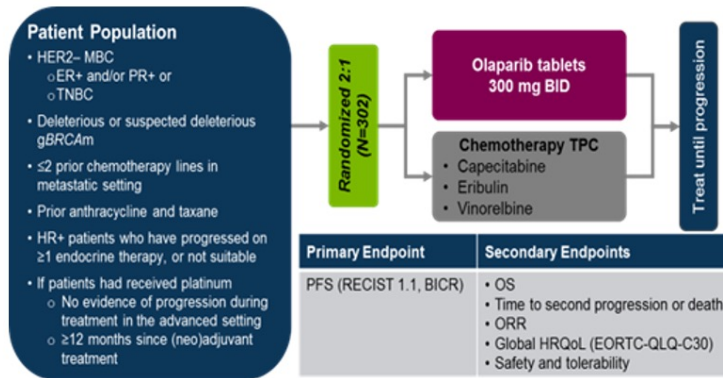 Patient Population
• HER2– MBC
o ER+ and/or PR+ or
o TNBC
• Deleterious or suspected deleterious
gBRCAm
• ≤2 prior chemotherapy lines in
metastatic setting
• Prior anthracycline and taxane
• HR+ patients who have progressed on
≥1 endocrine therapy, or not suitable
• If patients had received platinum
o No evidence of progression during
treatment in the advanced setting
o ≥12 months since (neo)adjuvant
treatment
Randomized 2:1
(N=302)
Olaparib tablets
300 mg BID
Chemotherapy TPC
• Capecitabine
• Eribulin
• Vinorelbine
Treat until progression
Primary Endpoint
PFS (RECIST 1.1, BICR)
Secondary Endpoints
• OS
• Time to second progression or death
• ORR
• Global HRQoL (EORTC-QLQ-C30)
• Safety and tolerability